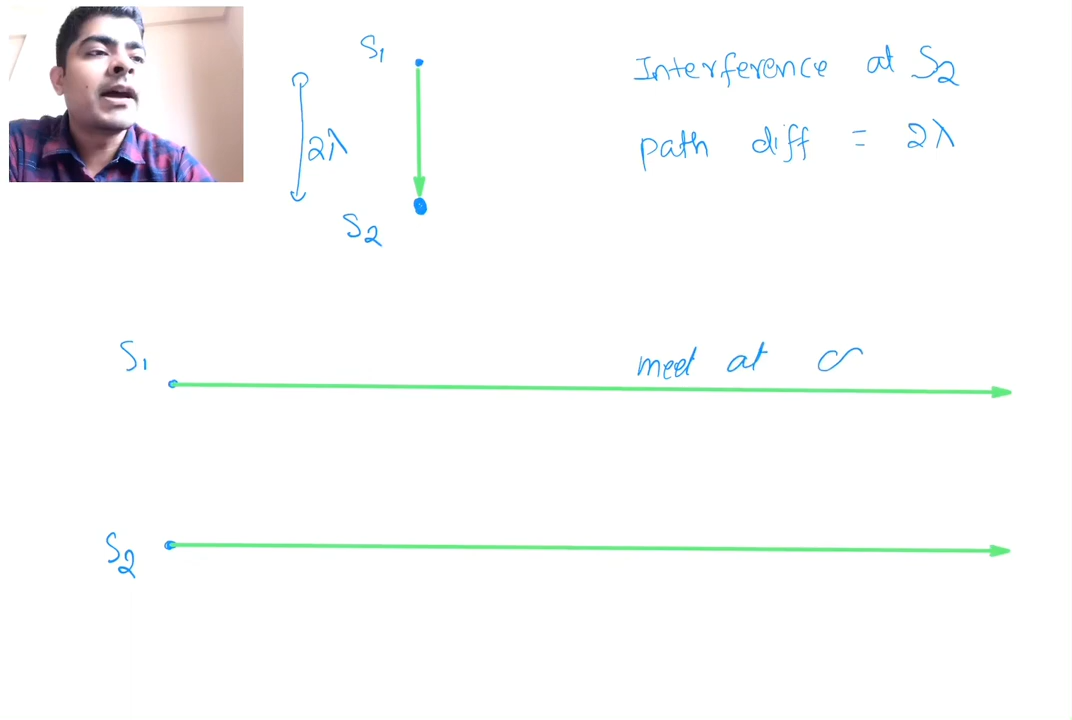 S₁
Interference at S₂
2λ
path diff = 2λ
S₂
S₁
meet at ∞
S₂